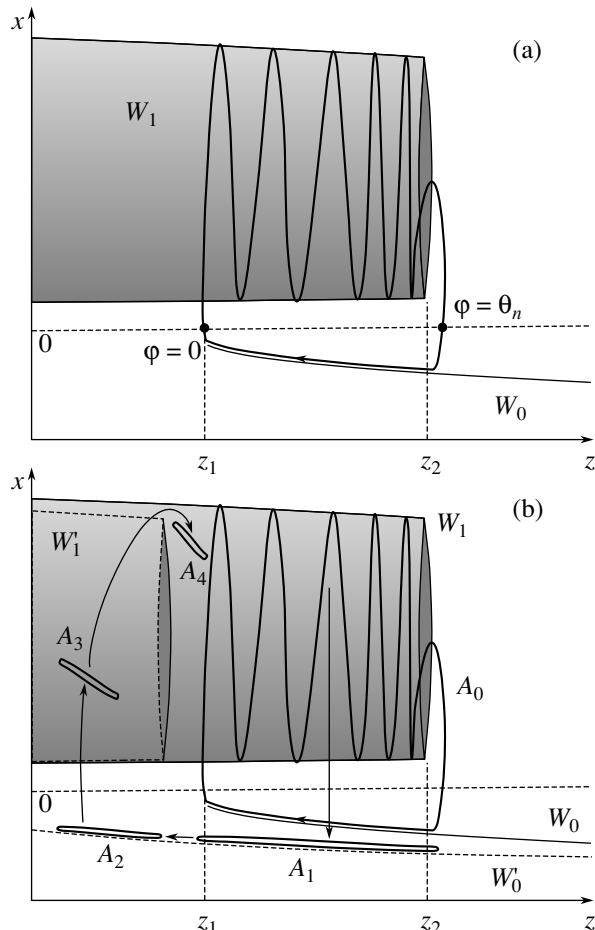 x
(a)
W₁
φ = θₙ
0
φ = 0
W₀
z₁
z₂
z
x
W₁
(b)
W'₁
A₄
A₃
A₀
0
W₀
A₂
A₁
W'₀
z₁
z₂
z